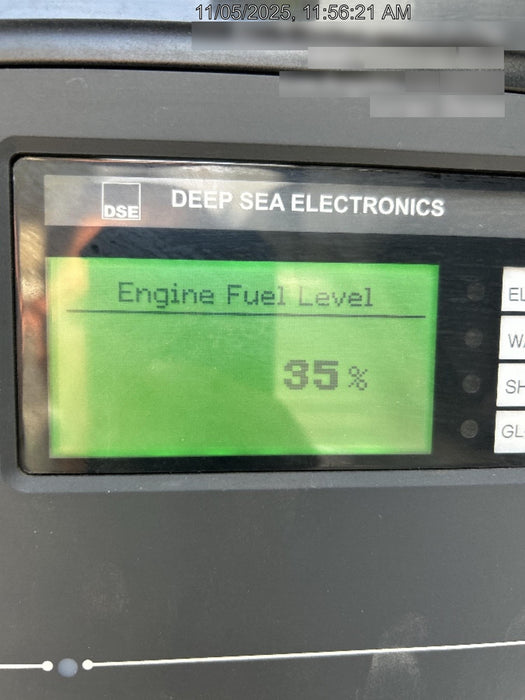 11/05/2025, 11:56:21 AM
DSE
DEEP SEA ELECTRONICS
Engine Fuel Level
35 %